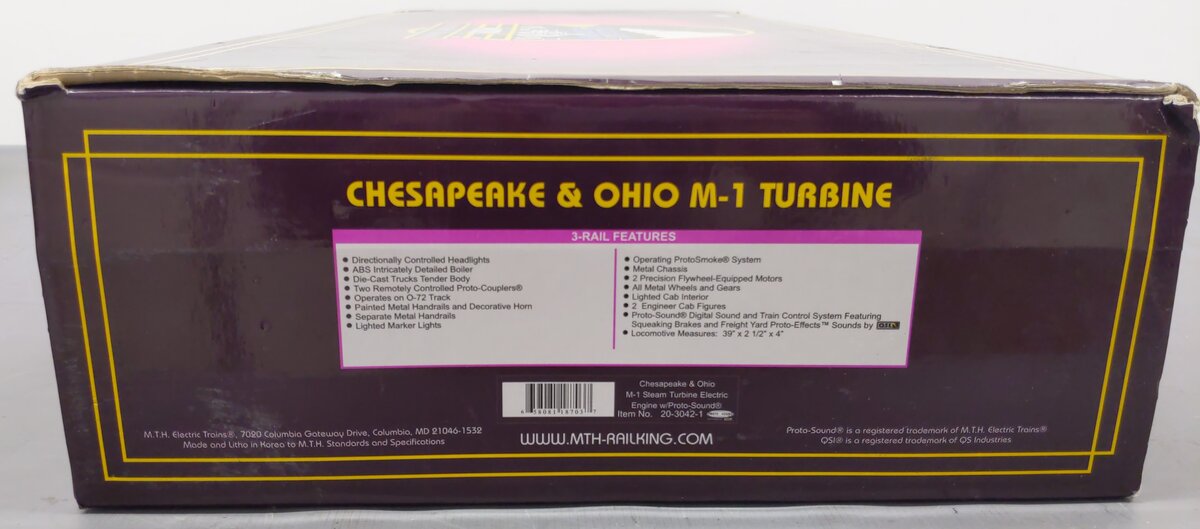 CHESAPEAKE & OHIO M-1 TURBINE
3-RAIL FEATURES
• Directionally Controlled Headlights
• ABS Intricately Detailed Boiler
• Die-Cast Trucks Tender Body
• Two Remotely Controlled Proto-Couplers®
• Operates on O-72 Track
• Painted Metal Handrails and Decorative Horn
• Separate Metal Handrails
• Lighted Marker Lights
• Operating ProtoSmoke® System
• Metal Chassis
• 2 Precision Flywheel-Equipped Motors
• All Metal Wheels and Gears
• Lighted Cab Interior
• 2 Engineer Cab Figures
• Proto-Sound® Digital Sound and Train Control System Featuring
Squeaking Brakes and Freight Yard Proto-Effects™ Sounds by QSI
• Locomotive Measures: 39" x 2 1/2" x 4"
Chesapeake & Ohio
M-1 Steam Turbine Electric
Engine w/Proto-Sound®
Item No. 20-3042-1
6 58081 18703 7
M.T.H. Electric Trains®, 7020 Columbia Gateway Drive, Columbia, MD 21046-1532
Made and Litho in Korea to M.T.H. Standards and Specifications
WWW.MTH-RAILKING.COM
Proto-Sound® is a registered trademark of M.T.H. Electric Trains®
QSI® is a registered trademark of QS Industries